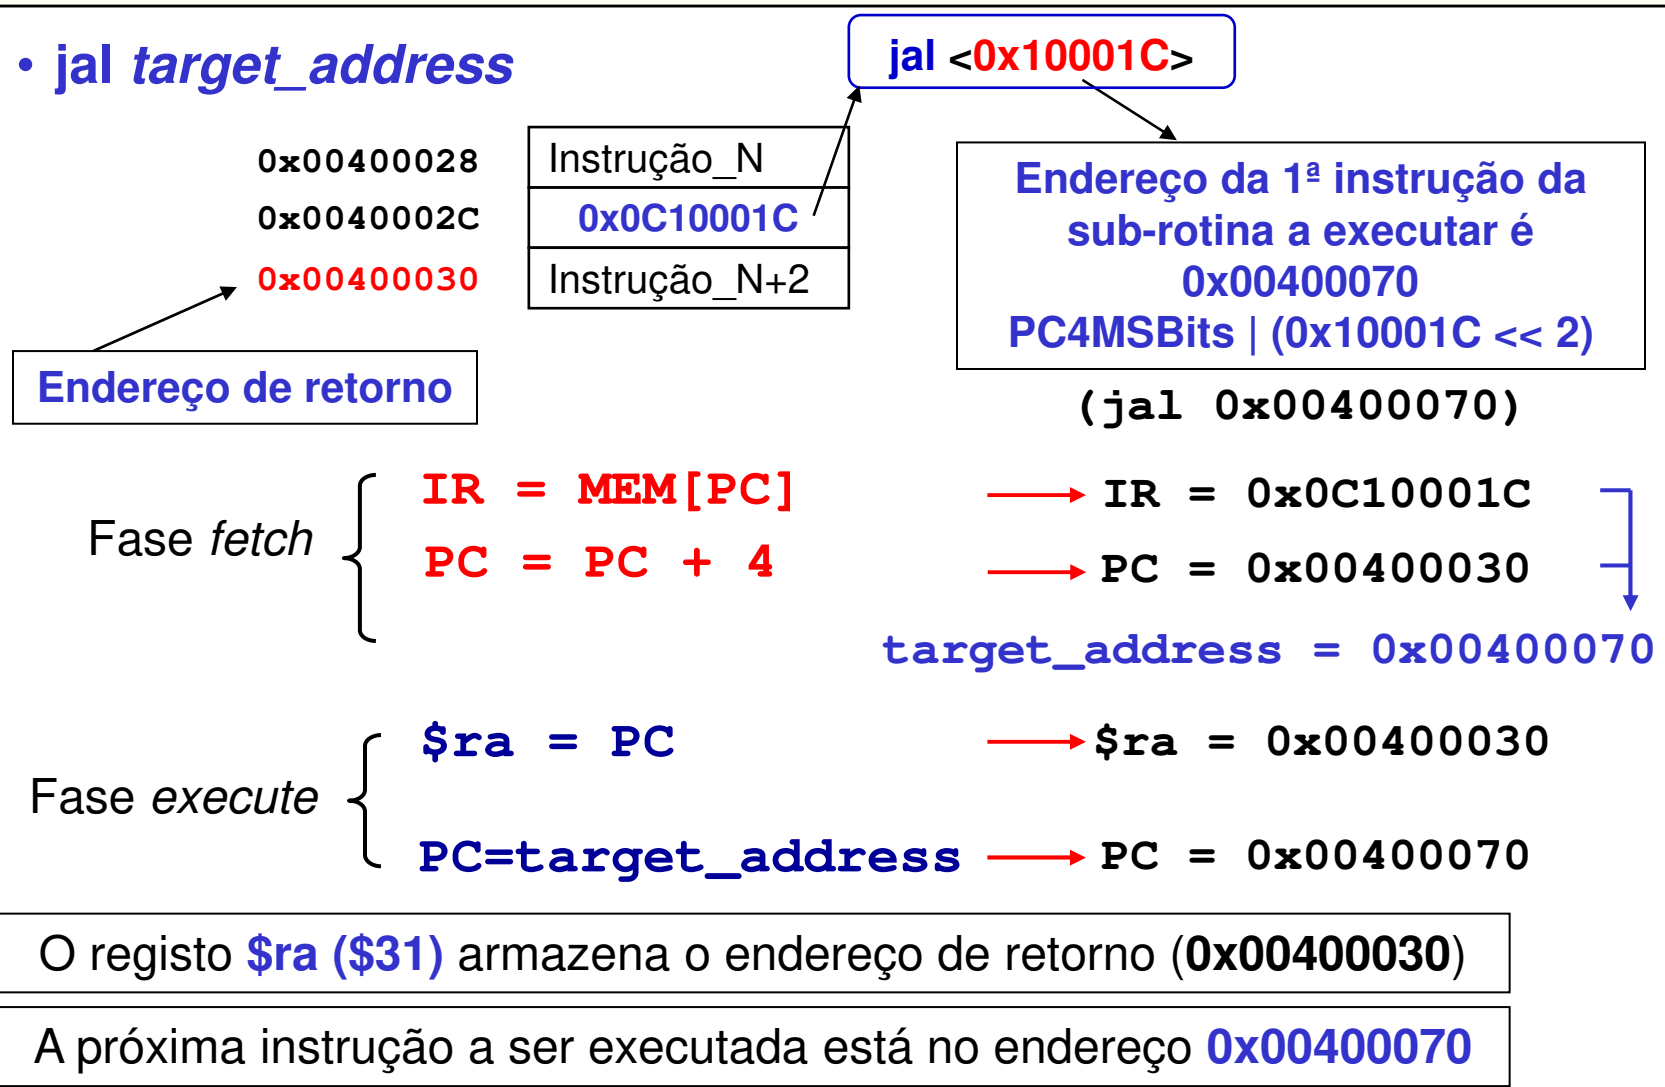 • jal target_address
jal <0x10001C>
0x00400028 Instrução_N
0x0040002C 0x0C10001C
0x00400030 Instrução_N+2
Endereço de retorno
Endereço da 1ª instrução da
sub-rotina a executar é
0x00400070
PC4MSBits | (0x10001C << 2)
(jal 0x00400070)
Fase fetch
IR = MEM[PC] IR = 0x0C10001C
PC = PC + 4 PC = 0x00400030
target_address = 0x00400070
Fase execute
$ra = PC $ra = 0x00400030
PC=target_address PC = 0x00400070
O registo $ra ($31) armazena o endereço de retorno (0x00400030)
A próxima instrução a ser executada está no endereço 0x00400070